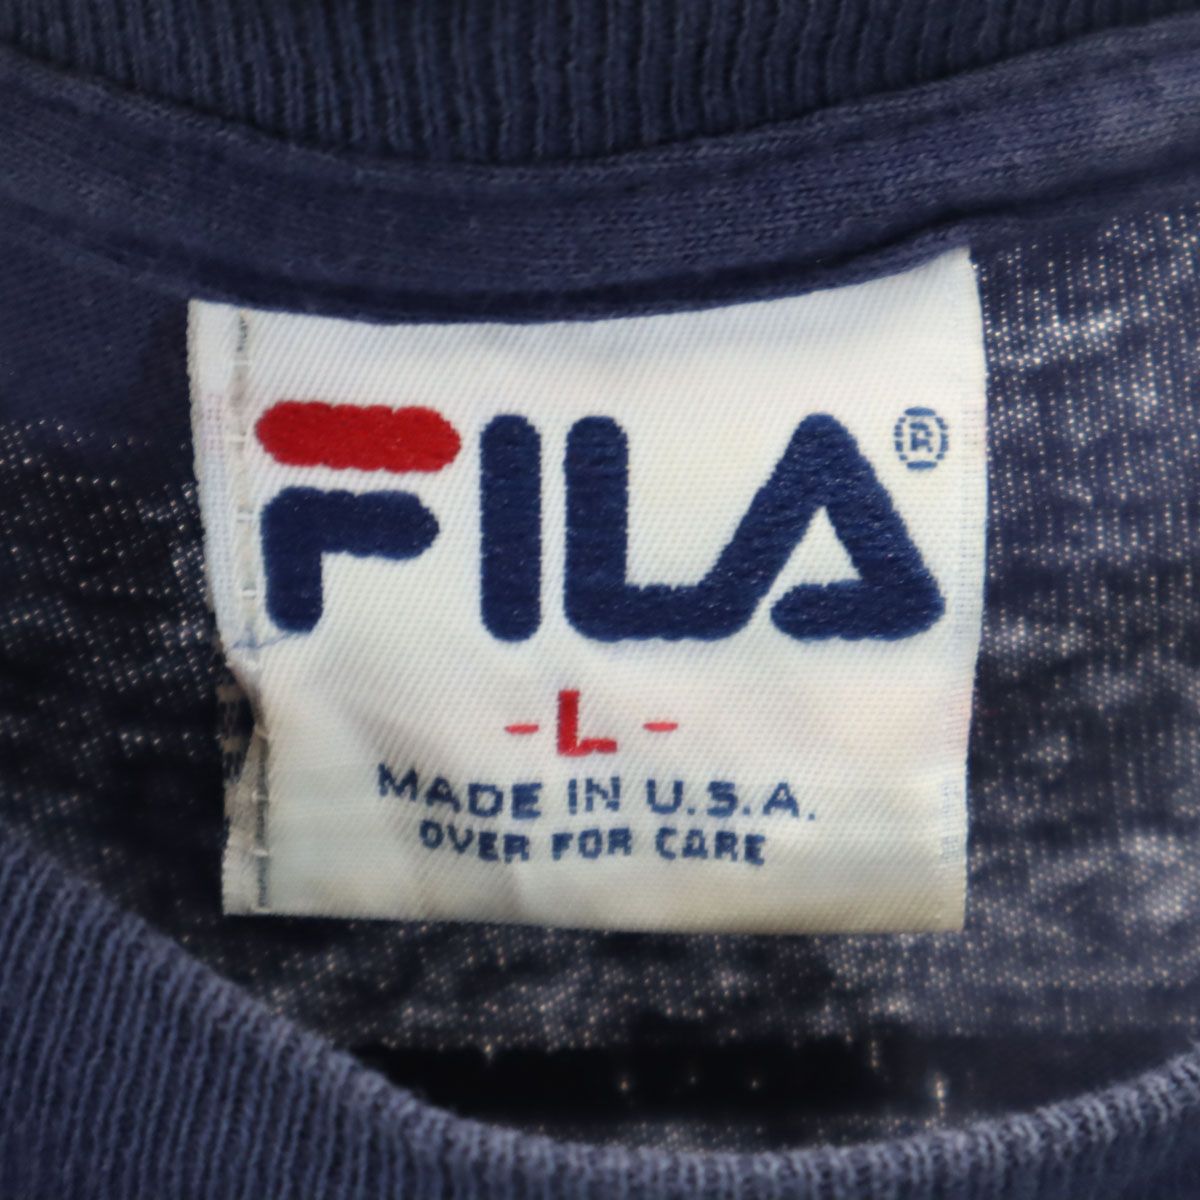 FILA®
-L-
MADE IN U.S.A.
OVER FOR CARE